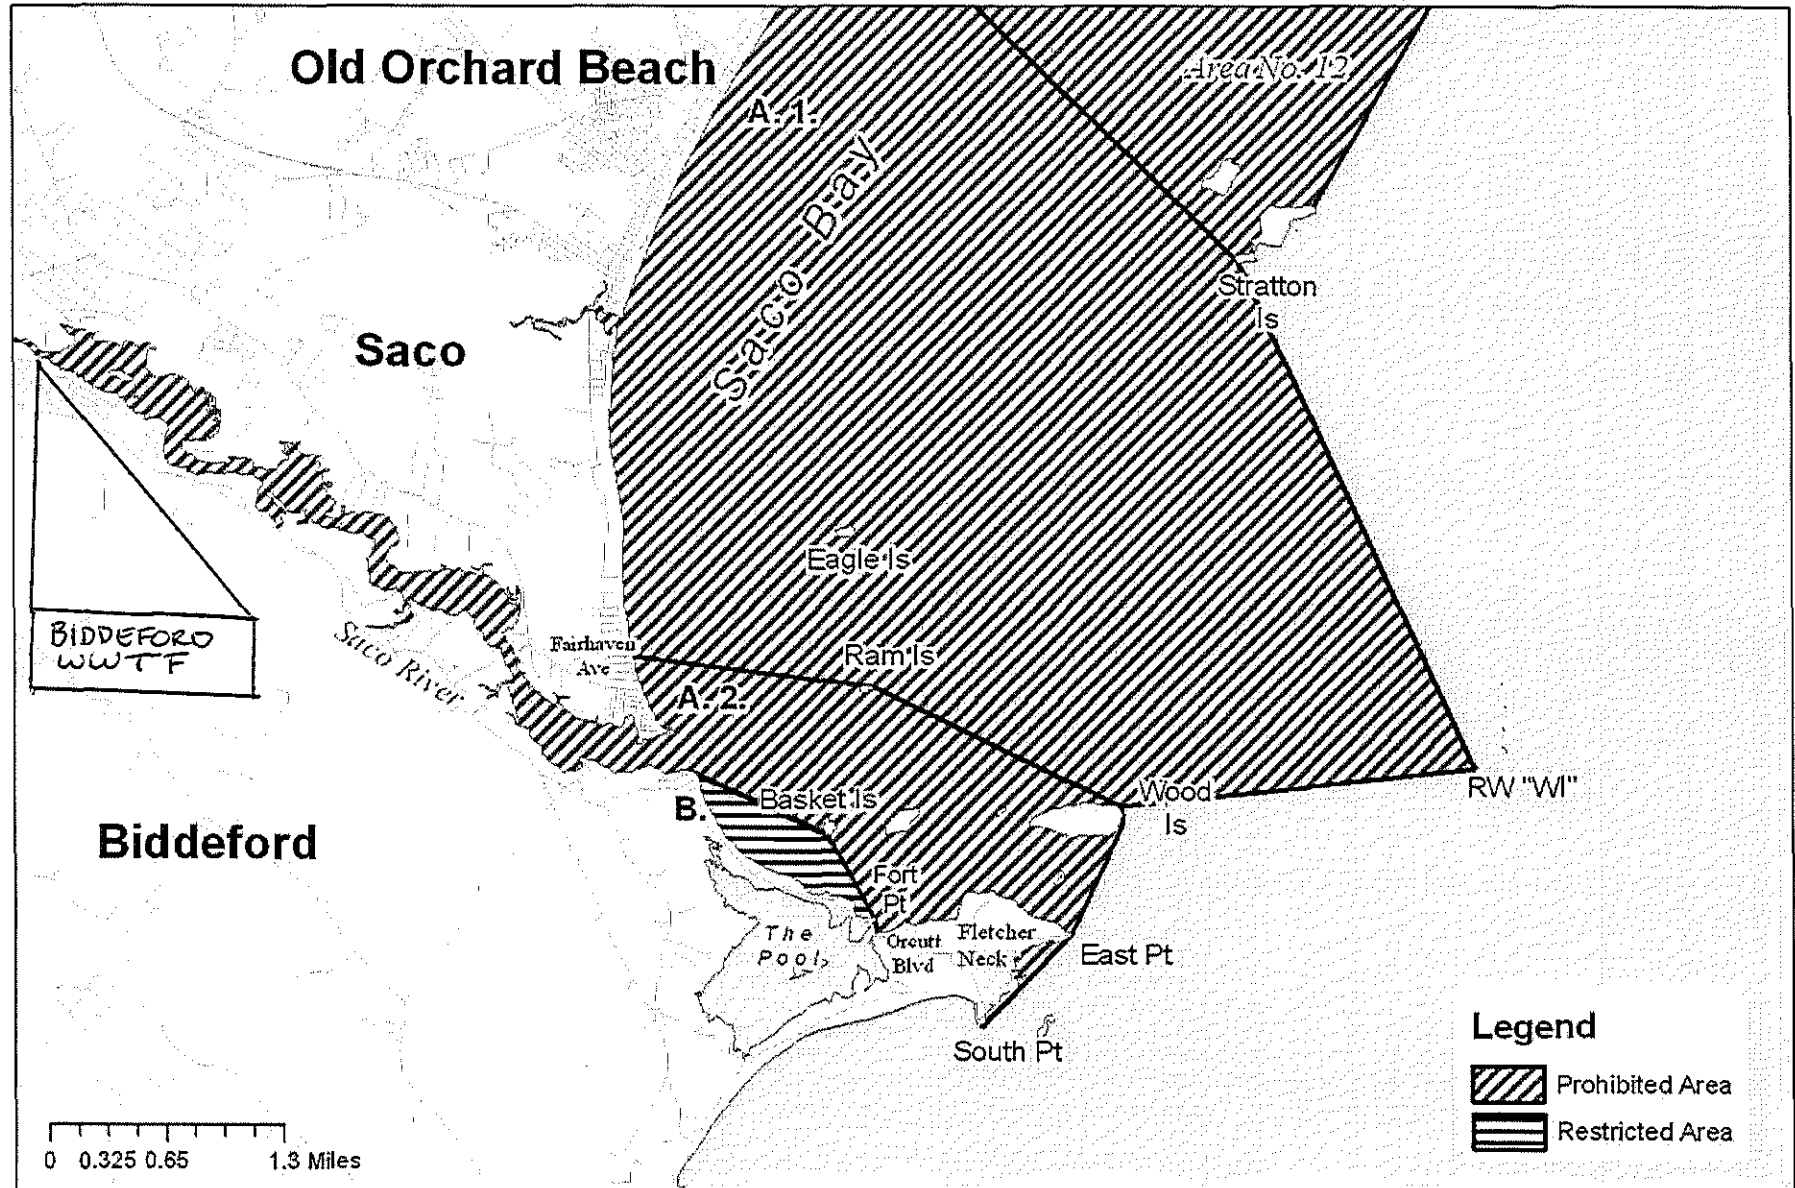 Old Orchard Beach
Area No. 12
A. 1.
Saco Bay
Stratton
Is
Saco
Eagle Is
Fairhaven
Ave
Ram Is
BIDDEFORD
WWTF
Saco River
A. 2.
Wood
Is
RW "WI"
Basket Is
B.
Biddeford
Fort
Pt
The
Pool
Orcutt
Blvd
Fletcher
Neck
East Pt
South Pt
Legend
Prohibited Area
Restricted Area
0 0.325 0.65 1.3 Miles